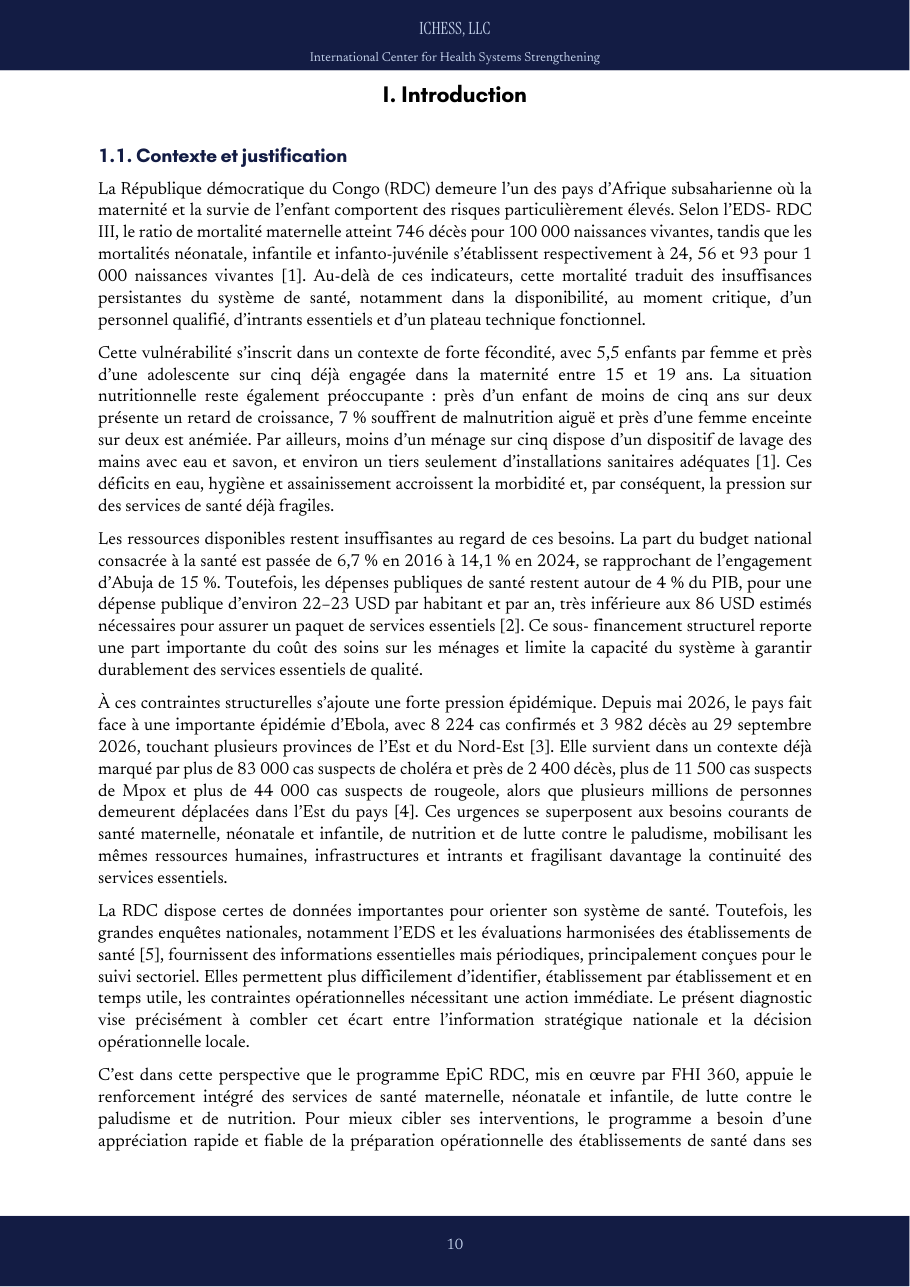 ICHESS, LLC
International Center for Health Systems Strengthening
I. Introduction
1.1. Contexte et justification
La République démocratique du Congo (RDC) demeure l’un des pays d’Afrique subsaharienne où la
maternité et la survie de l’enfant comportent des risques particulièrement élevés. Selon l’EDS- RDC
III, le ratio de mortalité maternelle atteint 746 décès pour 100 000 naissances vivantes, tandis que les
mortalités néonatale, infantile et infanto-juvénile s’établissent respectivement à 24, 56 et 93 pour 1
000 naissances vivantes [1]. Au-delà de ces indicateurs, cette mortalité traduit des insuffisances
persistantes du système de santé, notamment dans la disponibilité, au moment critique, d’un
personnel qualifié, d’intrants essentiels et d’un plateau technique fonctionnel.
Cette vulnérabilité s’inscrit dans un contexte de forte fécondité, avec 5,5 enfants par femme et près
d’une adolescente sur cinq déjà engagée dans la maternité entre 15 et 19 ans. La situation
nutritionnelle reste également préoccupante : près d’un enfant de moins de cinq ans sur deux
présente un retard de croissance, 7 % souffrent de malnutrition aiguë et près d’une femme enceinte
sur deux est anémiée. Par ailleurs, moins d’un ménage sur cinq dispose d’un dispositif de lavage des
mains avec eau et savon, et environ un tiers seulement d’installations sanitaires adéquates [1]. Ces
déficits en eau, hygiène et assainissement accroissent la morbidité et, par conséquent, la pression sur
des services de santé déjà fragiles.
Les ressources disponibles restent insuffisantes au regard de ces besoins. La part du budget national
consacrée à la santé est passée de 6,7 % en 2016 à 14,1 % en 2024, se rapprochant de l’engagement
d’Abuja de 15 %. Toutefois, les dépenses publiques de santé restent autour de 4 % du PIB, pour une
dépense publique d’environ 22–23 USD par habitant et par an, très inférieure aux 86 USD estimés
nécessaires pour assurer un paquet de services essentiels [2]. Ce sous- financement structurel reporte
une part importante du coût des soins sur les ménages et limite la capacité du système à garantir
durablement des services essentiels de qualité.
À ces contraintes structurelles s’ajoute une forte pression épidémique. Depuis mai 2026, le pays fait
face à une importante épidémie d’Ebola, avec 8 224 cas confirmés et 3 982 décès au 29 septembre
2026, touchant plusieurs provinces de l’Est et du Nord-Est [3]. Elle survient dans un contexte déjà
marqué par plus de 83 000 cas suspects de choléra et près de 2 400 décès, plus de 11 500 cas suspects
de Mpox et plus de 44 000 cas suspects de rougeole, alors que plusieurs millions de personnes
demeurent déplacées dans l’Est du pays [4]. Ces urgences se superposent aux besoins courants de
santé maternelle, néonatale et infantile, de nutrition et de lutte contre le paludisme, mobilisant les
mêmes ressources humaines, infrastructures et intrants et fragilisant davantage la continuité des
services essentiels.
La RDC dispose certes de données importantes pour orienter son système de santé. Toutefois, les
grandes enquêtes nationales, notamment l’EDS et les évaluations harmonisées des établissements de
santé [5], fournissent des informations essentielles mais périodiques, principalement conçues pour le
suivi sectoriel. Elles permettent plus difficilement d’identifier, établissement par établissement et en
temps utile, les contraintes opérationnelles nécessitant une action immédiate. Le présent diagnostic
vise précisément à combler cet écart entre l’information stratégique nationale et la décision
opérationnelle locale.
C’est dans cette perspective que le programme EpiC RDC, mis en œuvre par FHI 360, appuie le
renforcement intégré des services de santé maternelle, néonatale et infantile, de lutte contre le
paludisme et de nutrition. Pour mieux cibler ses interventions, le programme a besoin d’une
appréciation rapide et fiable de la préparation opérationnelle des établissements de santé dans ses
10